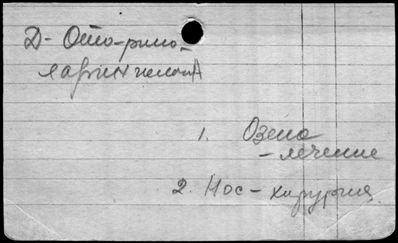 Д- Ото-рино-
ларингология
1. Озена
- лечение
2. Нос - хирургия